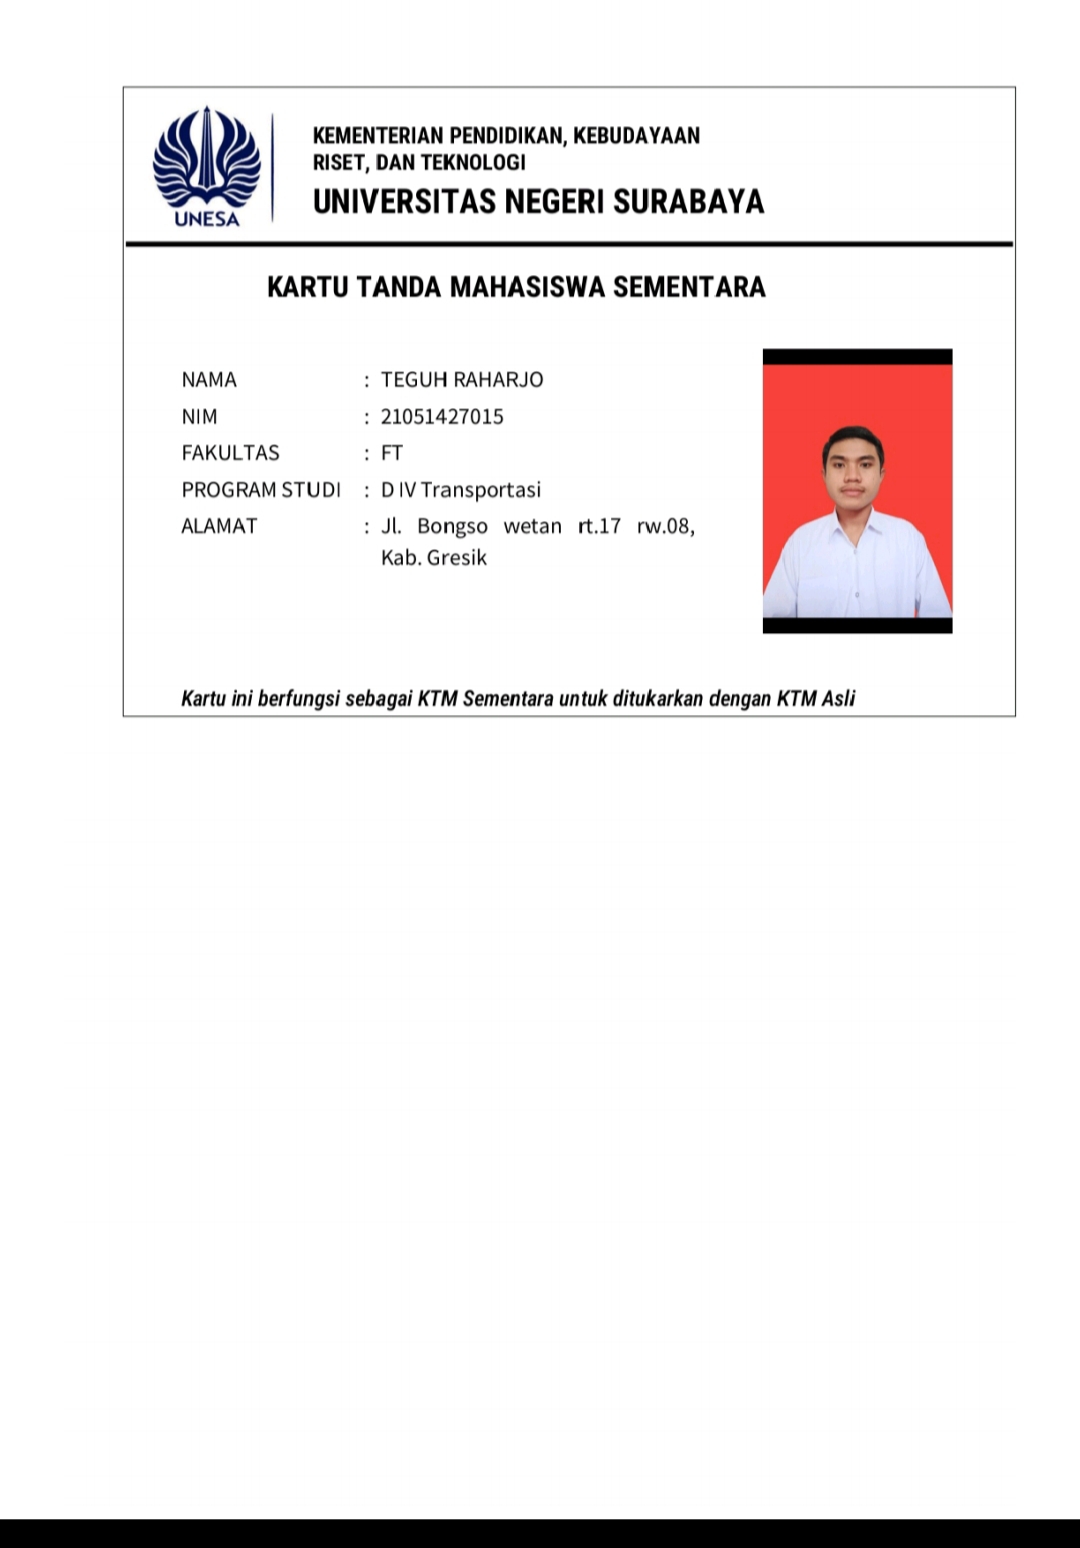 UNESA
KEMENTERIAN PENDIDIKAN, KEBUDAYAAN
RISET, DAN TEKNOLOGI
UNIVERSITAS NEGERI SURABAYA
KARTU TANDA MAHASISWA SEMENTARA
NAMA : TEGUH RAHARJO
NIM : 21051427015
FAKULTAS : FT
PROGRAM STUDI : D IV Transportasi
ALAMAT : Jl. Bongso wetan rt.17 rw.08,
Kab. Gresik
Kartu ini berfungsi sebagai KTM Sementara untuk ditukarkan dengan KTM Asli